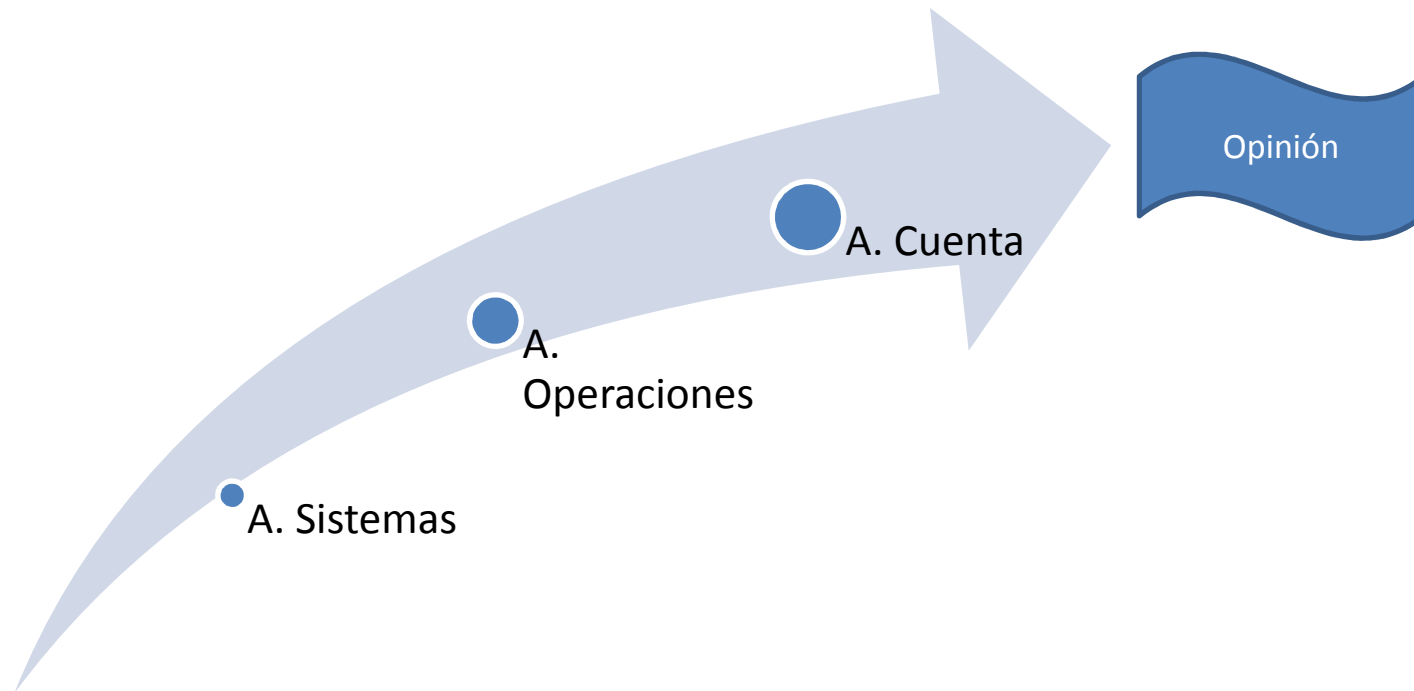 Opinión
A. Cuenta
A.
Operaciones
A. Sistemas